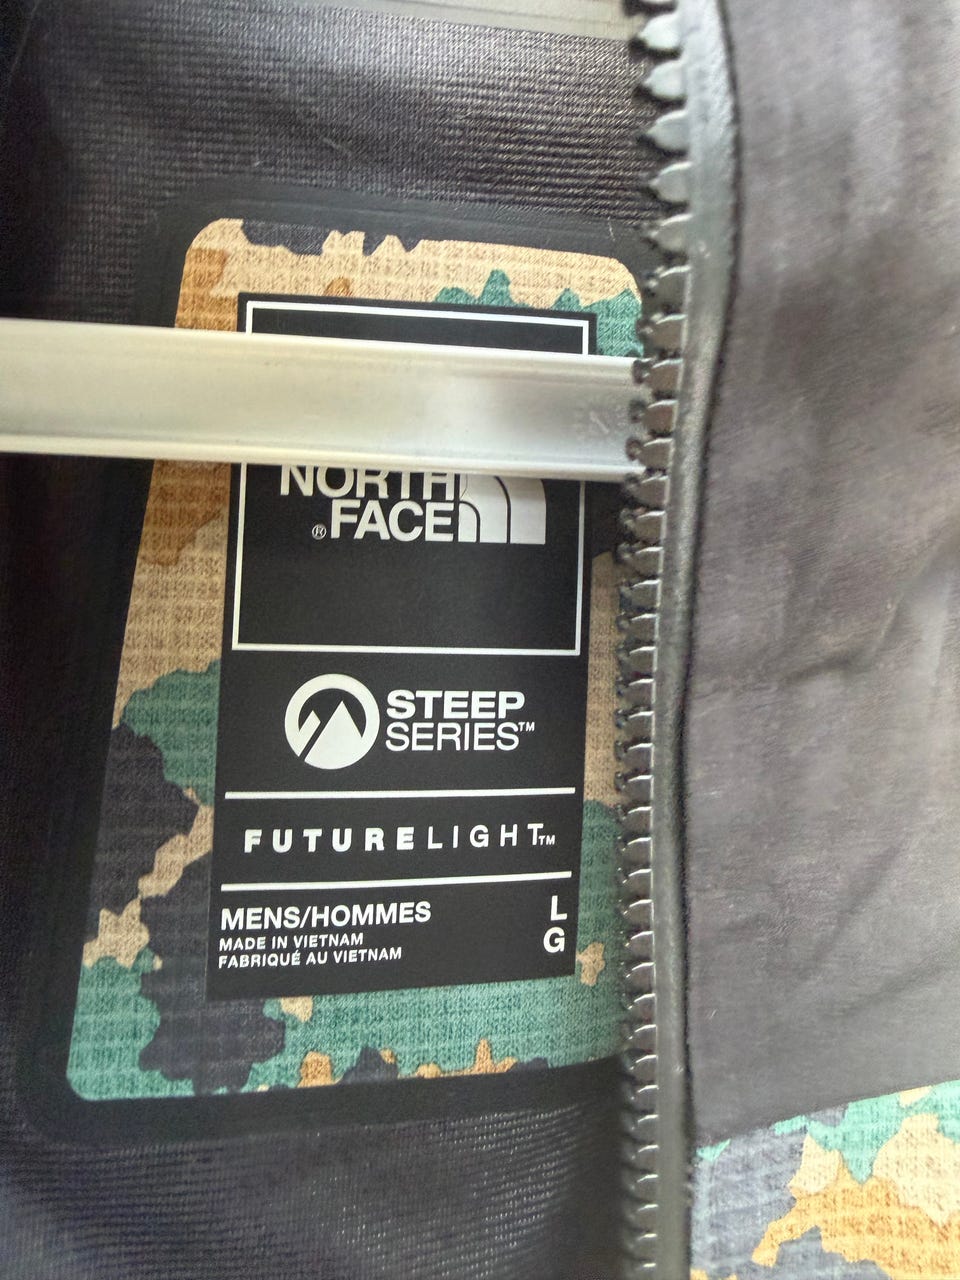 NORTH
® FACE
STEEP
SERIES™
FUTURELIGHT™
MENS/HOMMES L
MADE IN VIETNAM G
FABRIQUÉ AU VIETNAM